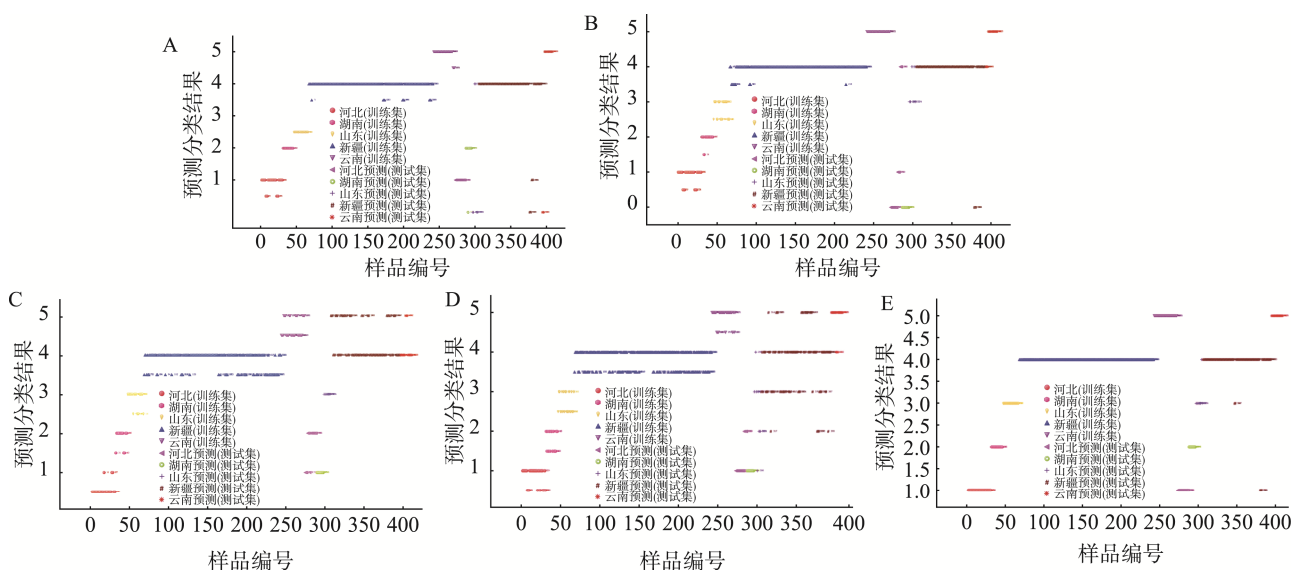 A
预测分类结果
5
4
3
2
1
河北(训练集)
湖南(训练集)
山东(训练集)
新疆(训练集)
云南(训练集)
河北预测(测试集)
湖南预测(测试集)
山东预测(测试集)
新疆预测(测试集)
云南预测(测试集)
0 50 100 150 200 250 300 350 400
样品编号
B
预测分类结果
5
4
3
2
1
0
河北(训练集)
湖南(训练集)
山东(训练集)
新疆(训练集)
云南(训练集)
河北预测(测试集)
湖南预测(测试集)
山东预测(测试集)
新疆预测(测试集)
云南预测(测试集)
0 50 100 150 200 250 300 350 400
样品编号
C
预测分类结果
5
4
3
2
1
河北(训练集)
湖南(训练集)
山东(训练集)
新疆(训练集)
云南(训练集)
河北预测(测试集)
湖南预测(测试集)
山东预测(测试集)
新疆预测(测试集)
云南预测(测试集)
0 50 100 150 200 250 300 350 400
样品编号
D
预测分类结果
5
4
3
2
1
河北(训练集)
湖南(训练集)
山东(训练集)
新疆(训练集)
云南(训练集)
河北预测(测试集)
湖南预测(测试集)
山东预测(测试集)
新疆预测(测试集)
云南预测(测试集)
0 50 100 150 200 250 300 350 400
样品编号
E
预测分类结果
5.0
4.0
3.5
3.0
2.5
2.0
1.5
1.0
河北(训练集)
湖南(训练集)
山东(训练集)
新疆(训练集)
云南(训练集)
河北预测(测试集)
湖南预测(测试集)
山东预测(测试集)
新疆预测(测试集)
云南预测(测试集)
0 50 100 150 200 250 300 350 400
样品编号